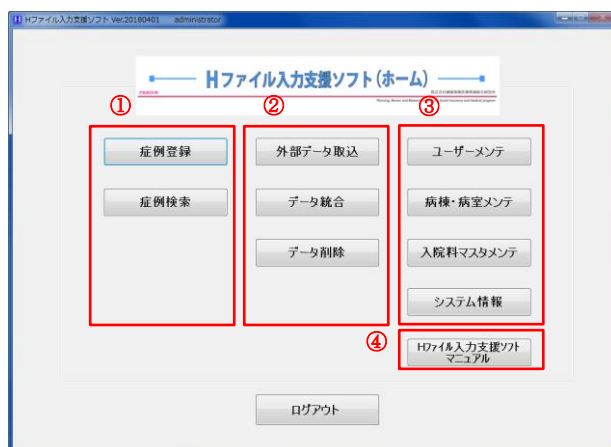 Hファイル入力支援ソフト Ver.20180401 administrator
Hファイル入力支援ソフト(ホーム)
PRRISM
① ② ③
症例登録 外部データ取込 ユーザーメンテ
症例検索 データ統合 病棟・病室メンテ
データ削除 入院料マスタメンテ
システム情報
④
Hファイル入力支援ソフト
マニュアル
ログアウト